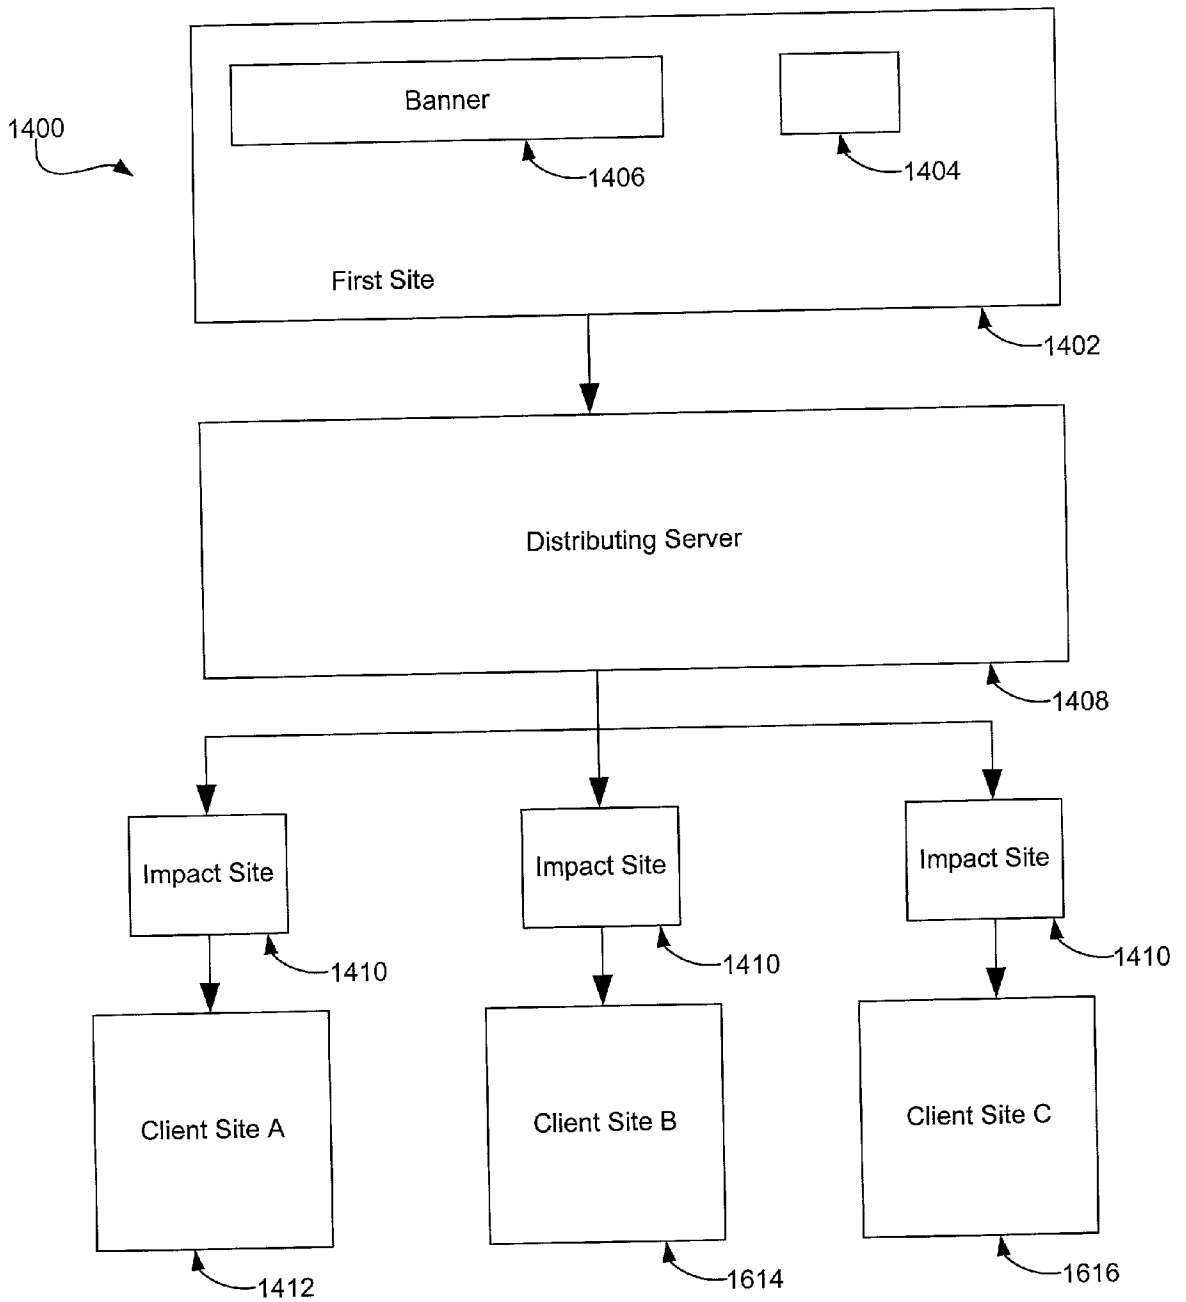 Banner
1400
1406
1404
First Site
1402
Distributing Server
1408
Impact Site
Impact Site
Impact Site
1410
1410
1410
Client Site A
Client Site B
Client Site C
1412
1614
1616